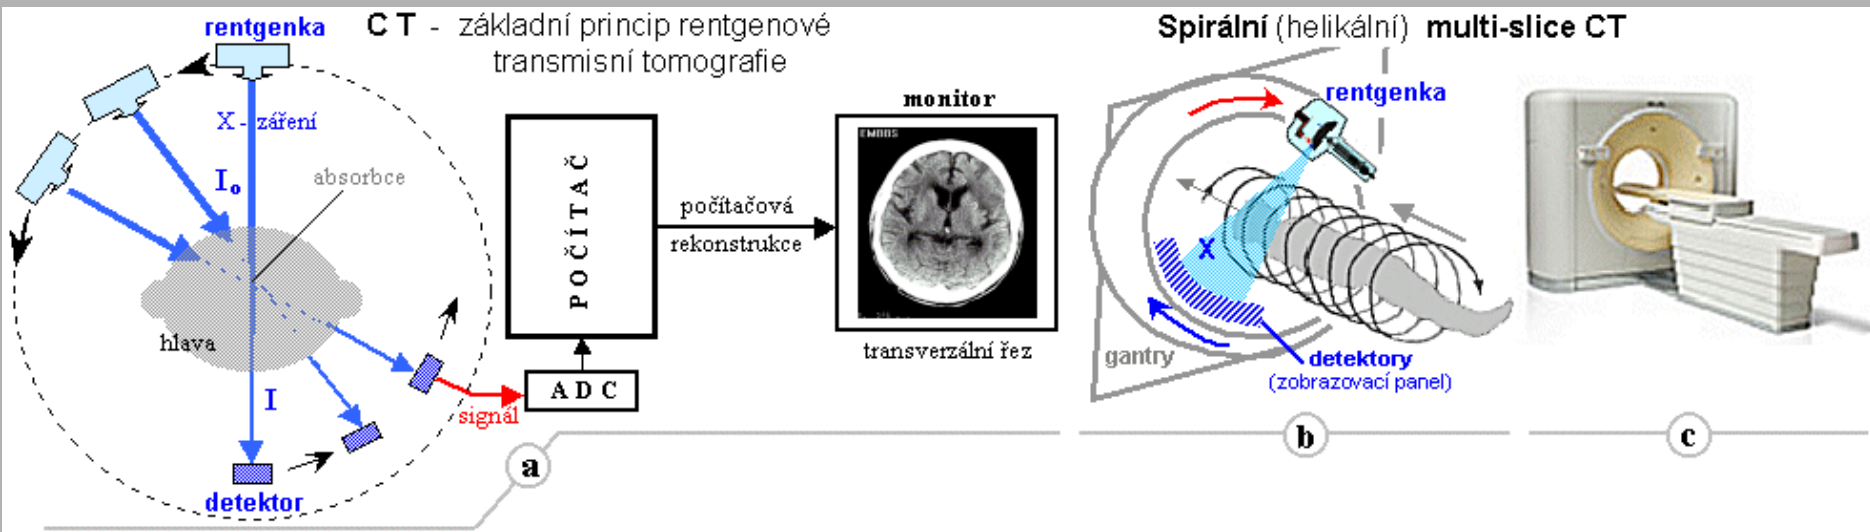 C T - základní princip rentgenové
transmisní tomografie
rentgenka
X - záření
I₀
absorbce
hlava
I
detektor
signál
A D C
POČÍTAČ
počítačová
rekonstrukce
monitor
transverzální řez
a
Spirální (helikální) multi-slice CT
rentgenka
X
gantry
detektory
(zobrazovací panel)
b
c